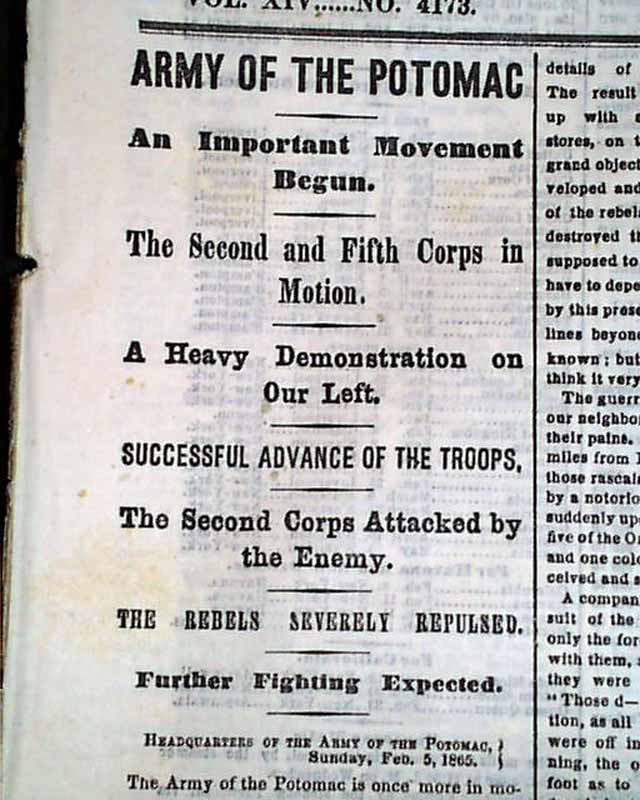 VOL. XIV......NO. 4173.
ARMY OF THE POTOMAC
An Important Movement
Begun.
The Second and Fifth Corps in
Motion.
A Heavy Demonstration on
Our Left.
SUCCESSFUL ADVANCE OF THE TROOPS.
The Second Corps Attacked by
the Enemy.
THE REBELS SEVERELY REPULSED.
Further Fighting Expected.
HEADQUARTERS OF THE ARMY OF THE POTOMAC,
Sunday, Feb. 5, 1865.
The Army of the Potomac is once more in mo-
details of
The result
up with
stores, on
grand object
veloped and
of the rebel
destroyed
supposed to
have to depe
by this prese
lines beyon
known; but
think it very
The guerr
our neighbo
their pains.
miles from
those rascal
by a notorio
suddenly up
five of the O
and one col
ceived and
A compan
suit of the
only the for
with them,
they were
"Those d—
tion, as all
were off in
ning, the
foot as to